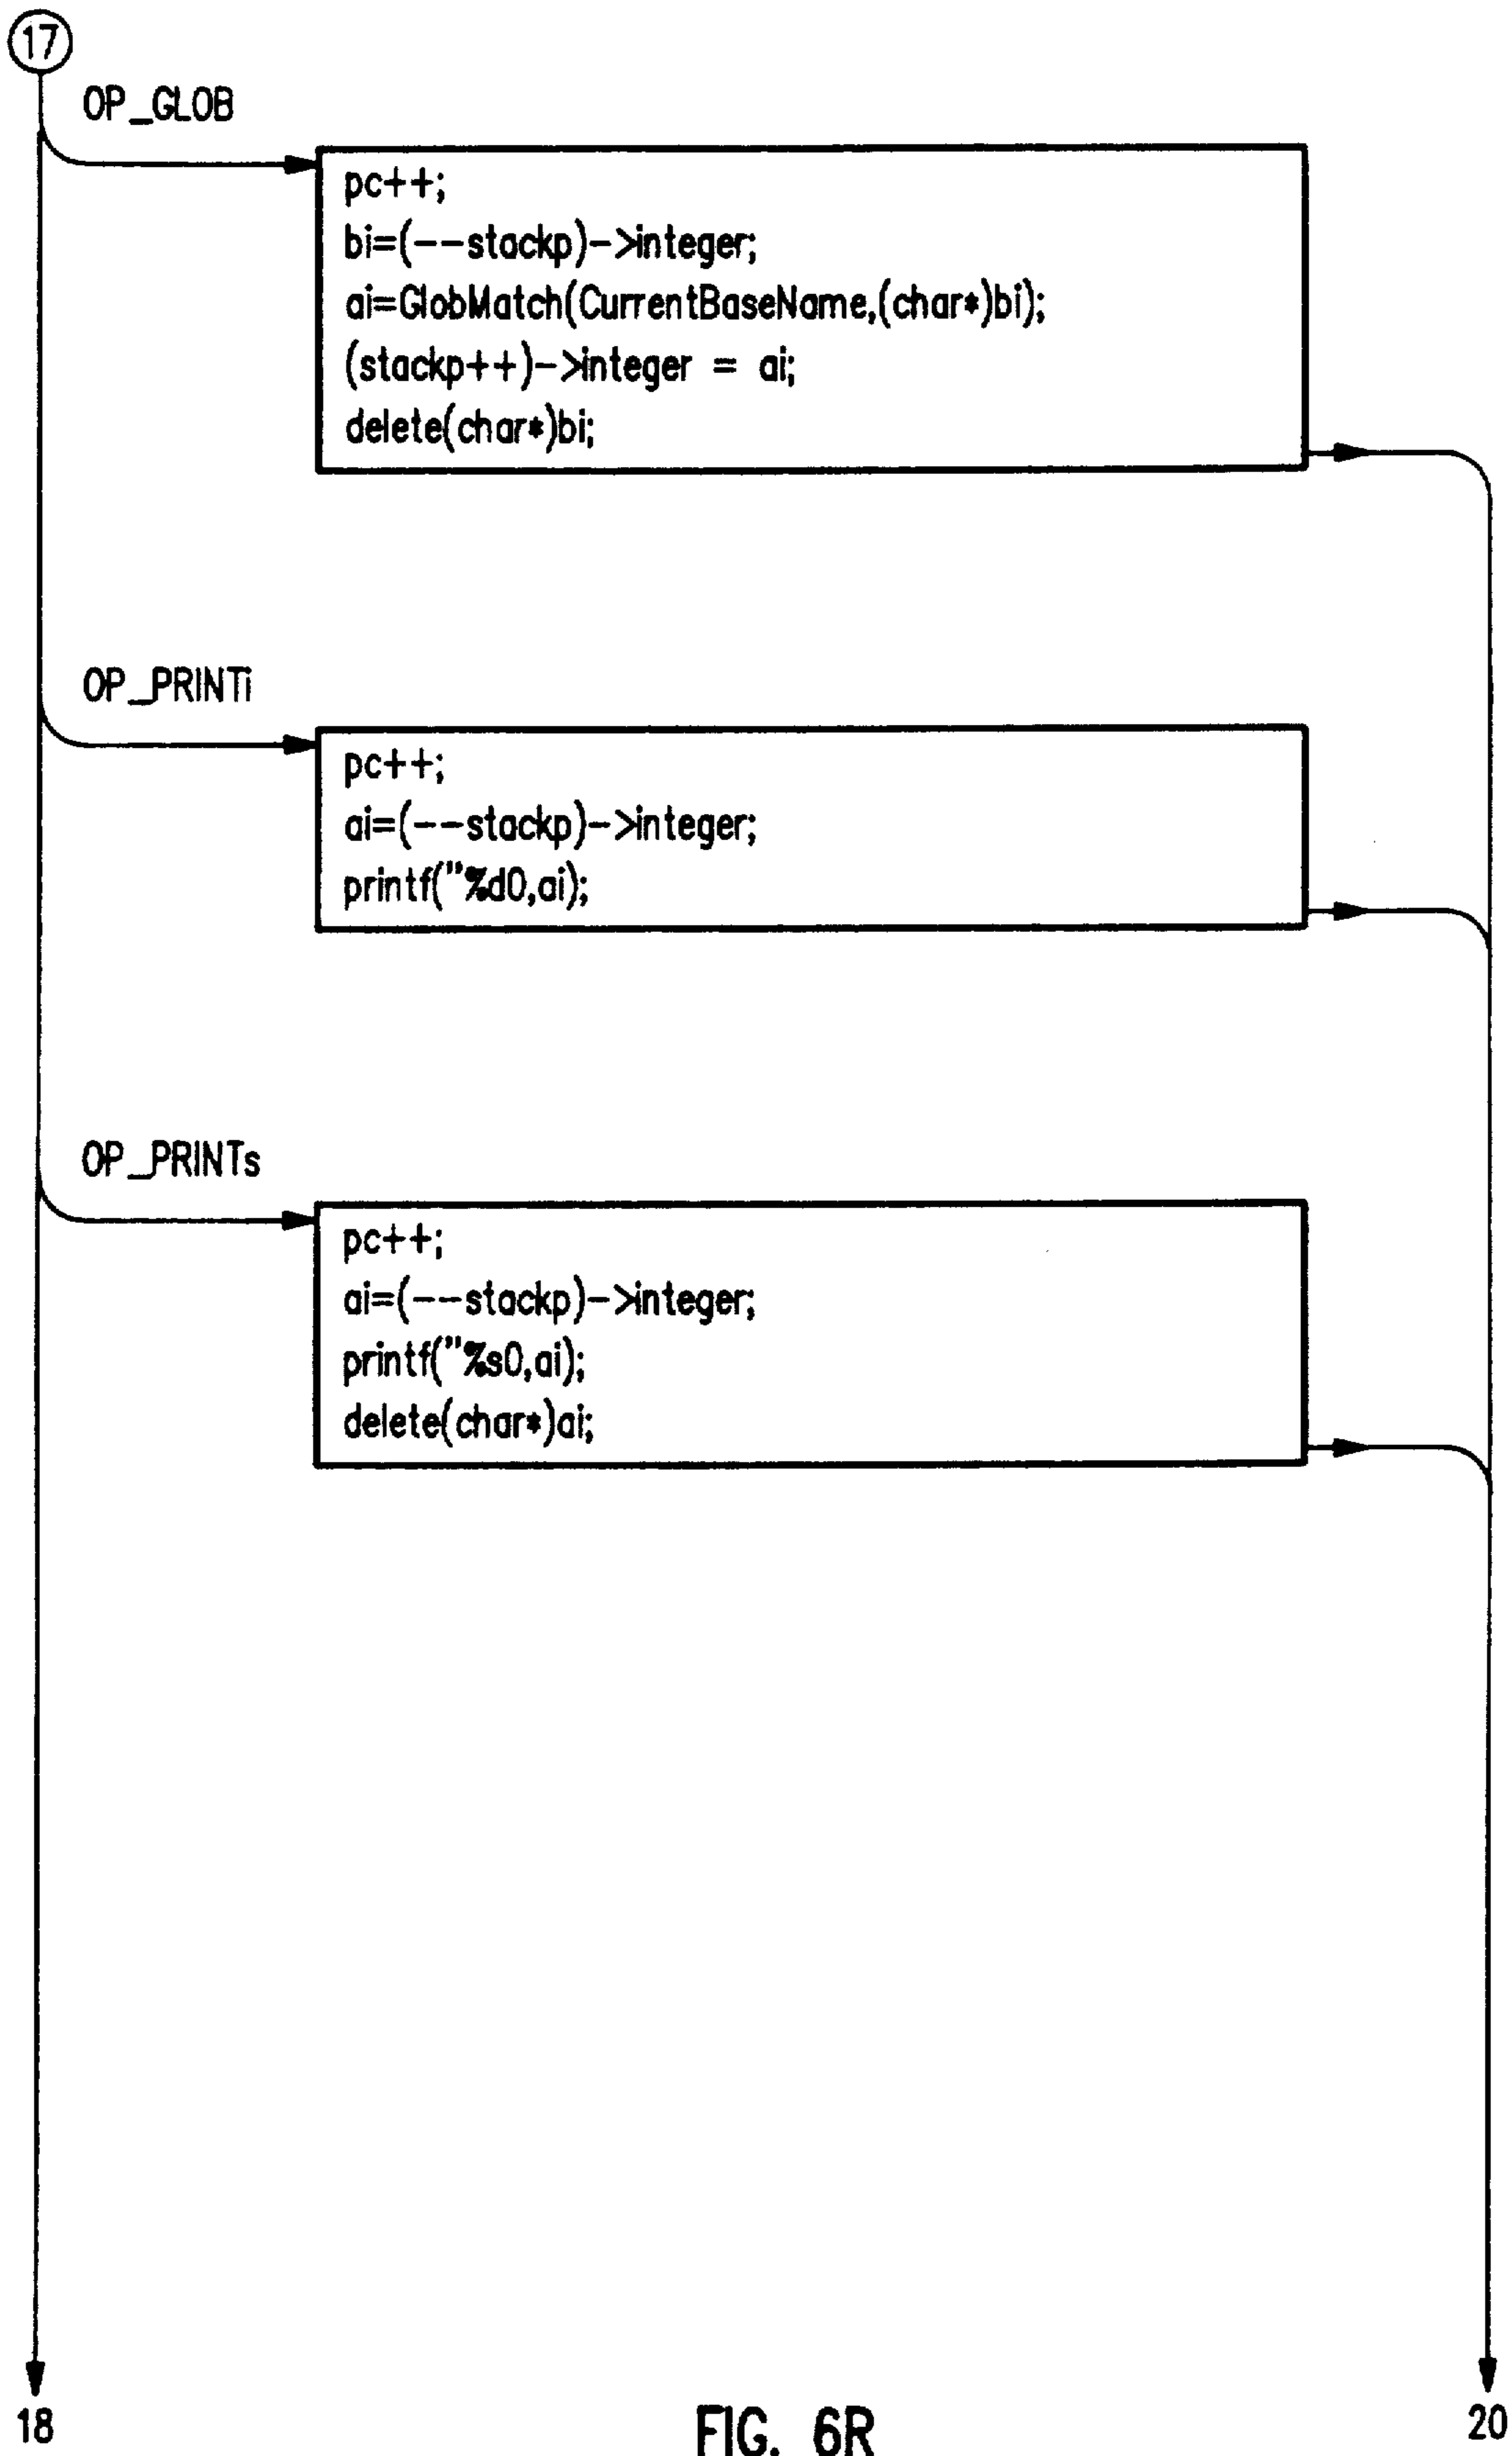 17
OP_GLOB
pc++;
bi=(--stackp)->integer;
ai=GlobMatch(CurrentBaseName,(char*)bi);
(stackp++)->integer = ai;
delete(char*)bi;
OP_PRINTi
pc++;
ai=(--stackp)->integer;
printf("%d0,ai);
OP_PRINTs
pc++;
ai=(--stackp)->integer;
printf("%s0,ai);
delete(char*)ai;
18
FIG. 6R
20